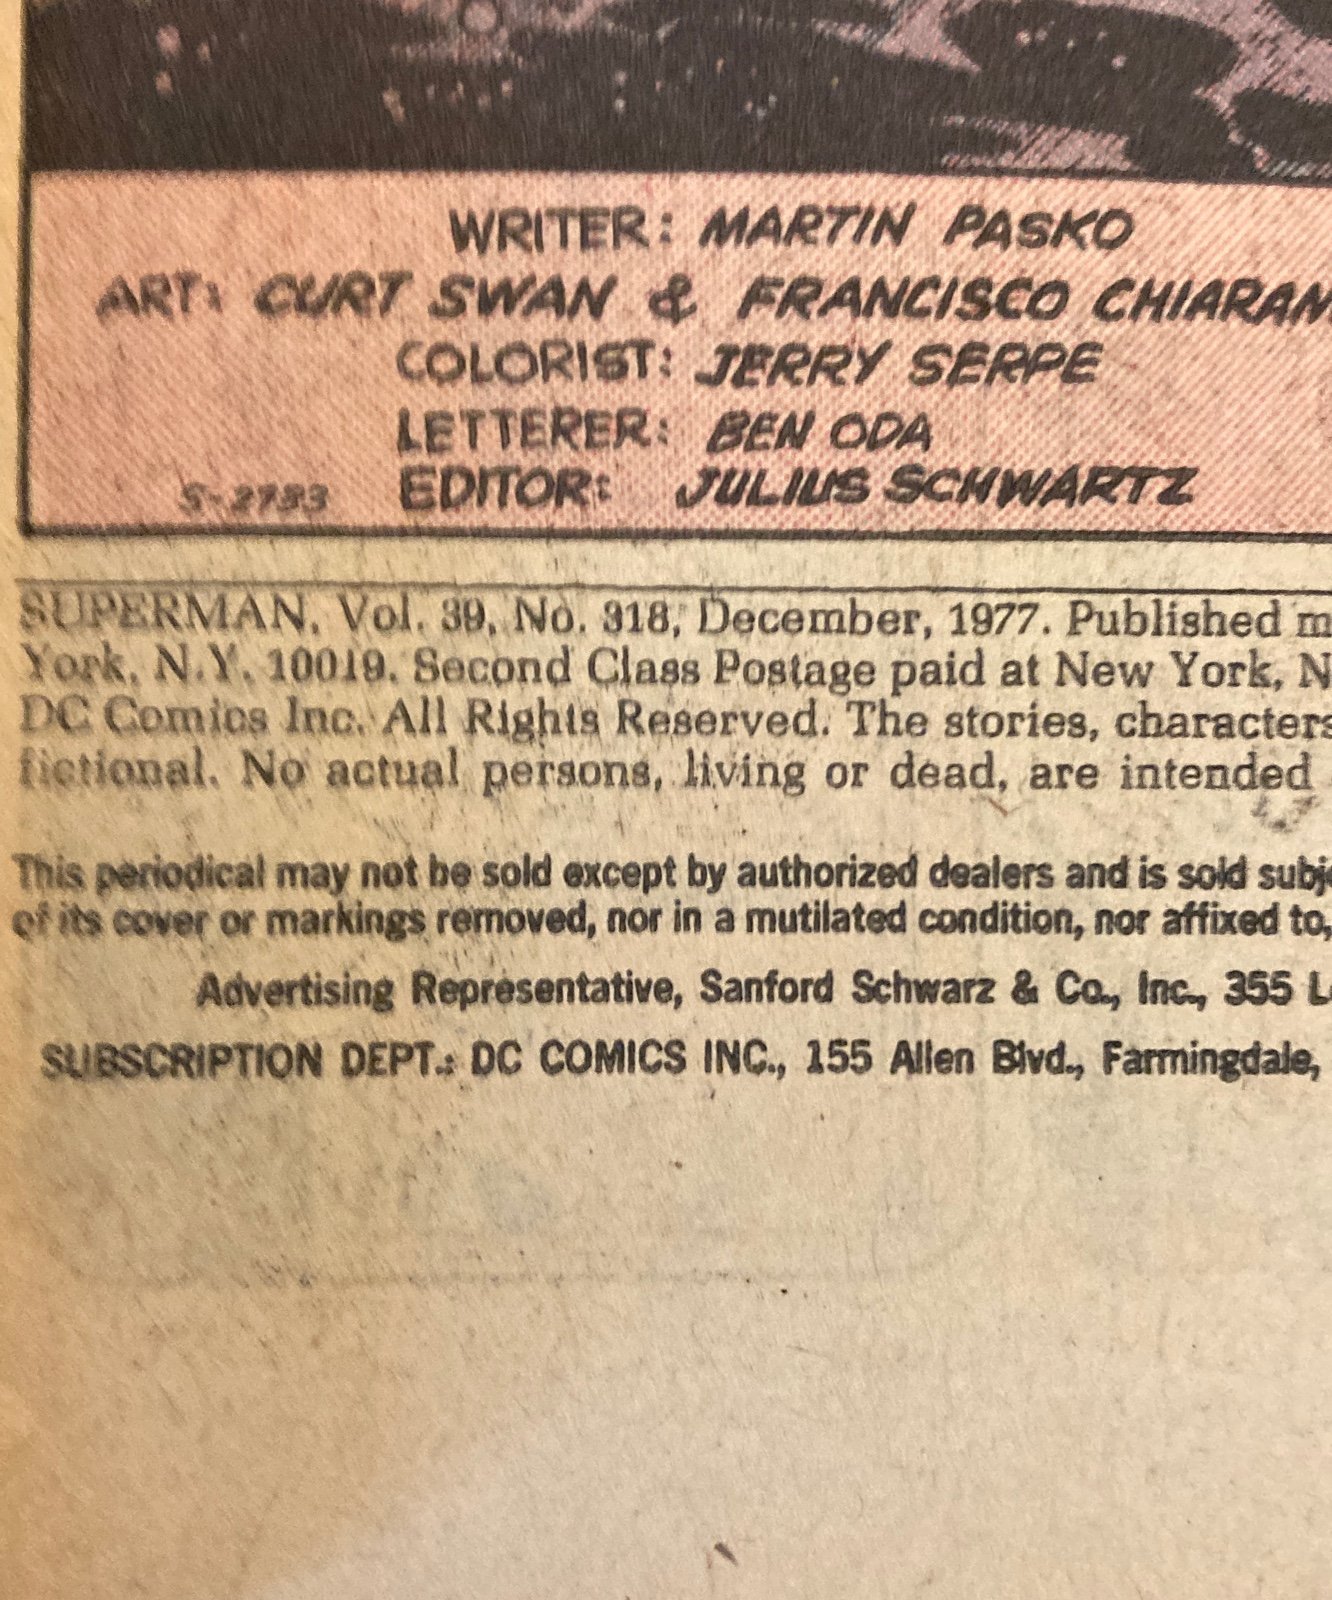 WRITER: MARTIN PASKO
ART: CURT SWAN & FRANCISCO CHIARAM
COLORIST: JERRY SERPE
LETTERER: BEN ODA
S-2783 EDITOR: JULIUS SCHWARTZ
SUPERMAN, Vol. 39, No. 318, December, 1977. Published m
York, N.Y. 10019. Second Class Postage paid at New York, N
DC Comics Inc. All Rights Reserved. The stories, characters
fictional. No actual persons, living or dead, are intended
This periodical may not be sold except by authorized dealers and is sold subje
of its cover or markings removed, nor in a mutilated condition, nor affixed to,
Advertising Representative, Sanford Schwarz & Co., Inc., 355 L
SUBSCRIPTION DEPT.: DC COMICS INC., 155 Allen Blvd., Farmingdale,